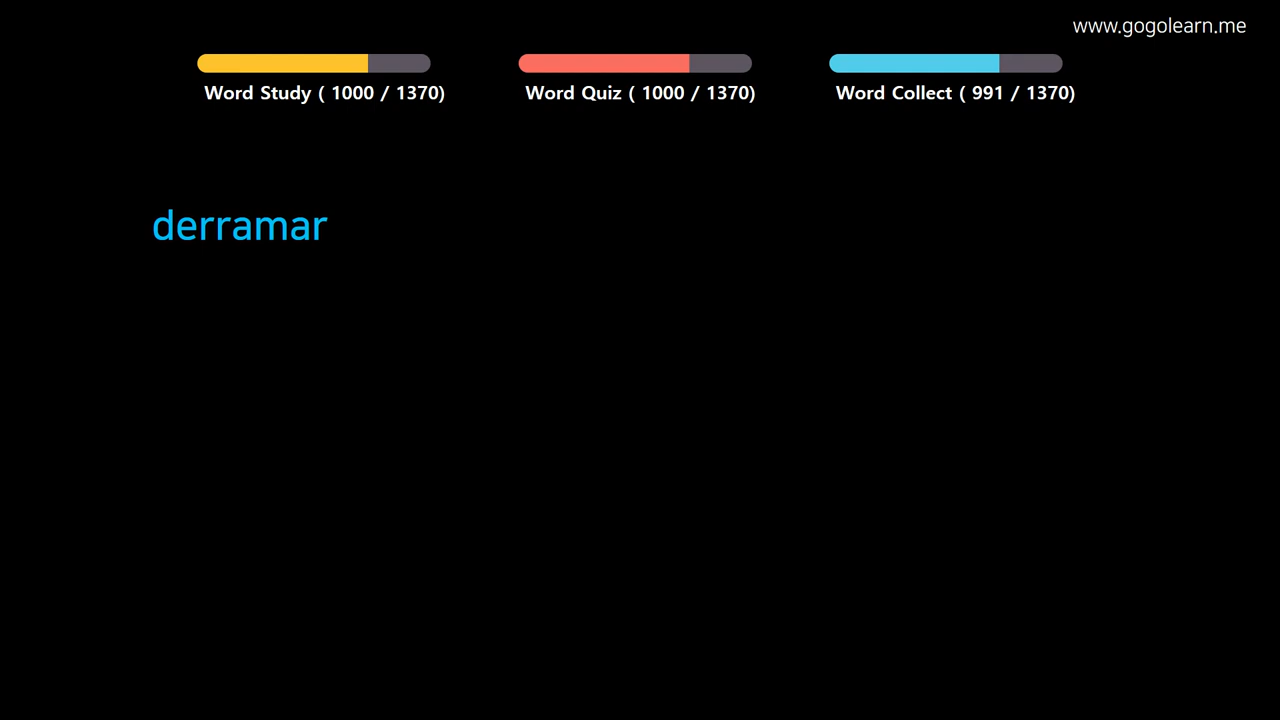 www.gogolearn.me
Word Study ( 1000 / 1370)
Word Quiz ( 1000 / 1370)
Word Collect ( 991 / 1370)
derramar